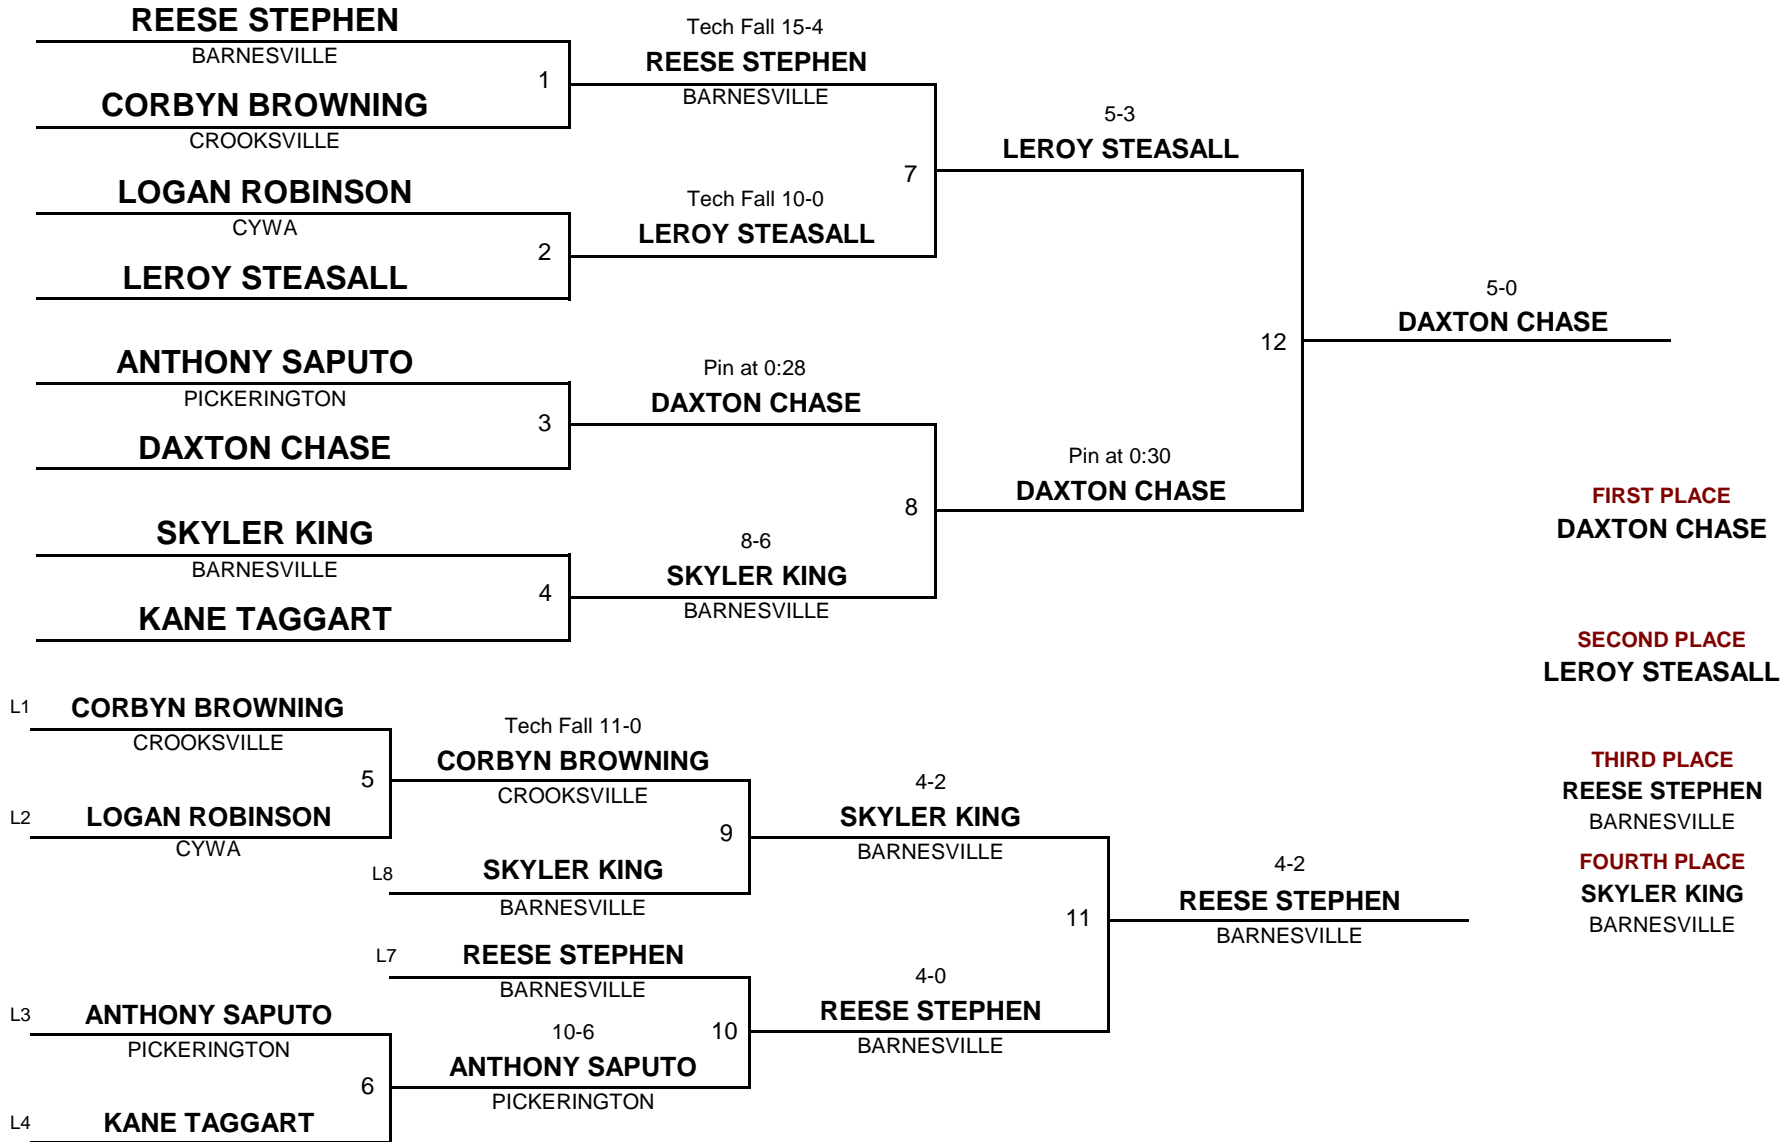 REESE STEPHEN
BARNESVILLE
1
CORBYN BROWNING
CROOKSVILLE
LOGAN ROBINSON
CYWA
2
LEROY STEASALL
ANTHONY SAPUTO
PICKERINGTON
3
DAXTON CHASE
SKYLER KING
BARNESVILLE
4
KANE TAGGART
Tech Fall 15-4
REESE STEPHEN
BARNESVILLE
7
Tech Fall 10-0
LEROY STEASALL
Pin at 0:28
DAXTON CHASE
8
8-6
SKYLER KING
BARNESVILLE
5-3
LEROY STEASALL
12
Pin at 0:30
DAXTON CHASE
5-0
DAXTON CHASE
FIRST PLACE
DAXTON CHASE
SECOND PLACE
LEROY STEASALL
THIRD PLACE
REESE STEPHEN
BARNESVILLE
FOURTH PLACE
SKYLER KING
BARNESVILLE
L1 CORBYN BROWNING
CROOKSVILLE
5
L2 LOGAN ROBINSON
CYWA
L3 ANTHONY SAPUTO
PICKERINGTON
6
L4 KANE TAGGART
Tech Fall 11-0
CORBYN BROWNING
CROOKSVILLE
9
L8 SKYLER KING
BARNESVILLE
L7 REESE STEPHEN
BARNESVILLE
10
10-6
ANTHONY SAPUTO
PICKERINGTON
4-2
SKYLER KING
BARNESVILLE
11
4-0
REESE STEPHEN
BARNESVILLE
4-2
REESE STEPHEN
BARNESVILLE